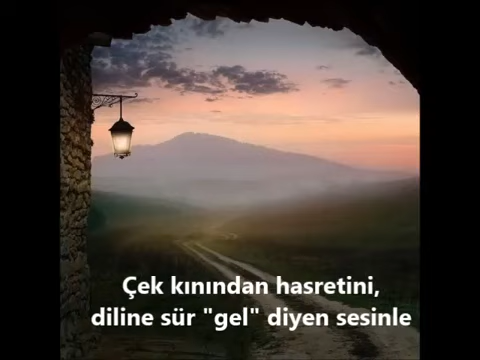 Çek kınından hasretini,
diline sür "gel" diyen sesinle